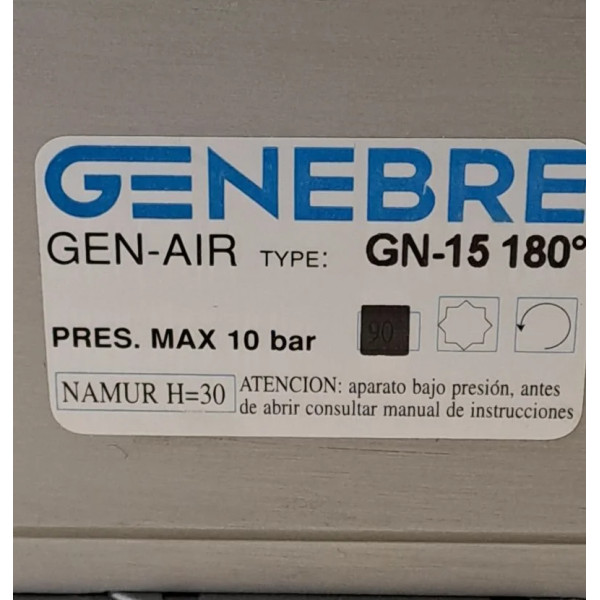 GENEBRE
GEN-AIR TYPE: GN-15 180°
PRES. MAX 10 bar 90
NAMUR H=30
ATENCION: aparato bajo presión, antes
de abrir consultar manual de instrucciones